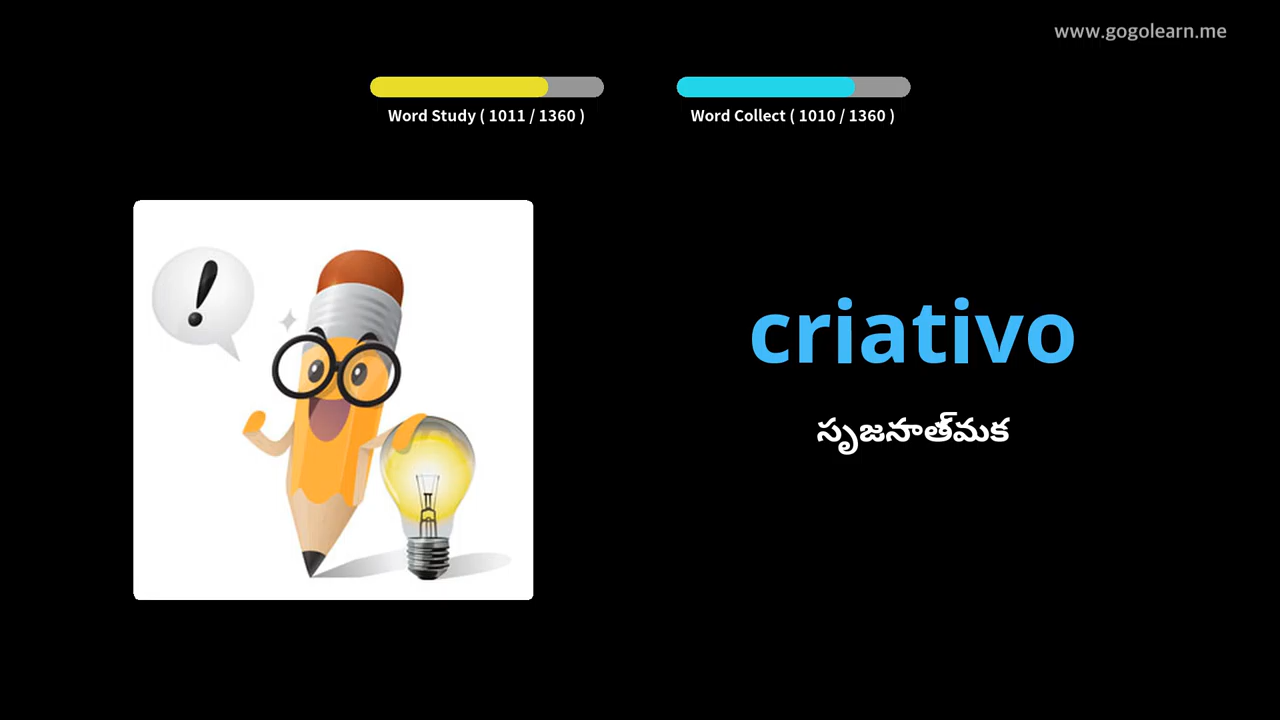 www.gogolearn.me
Word Study ( 1011 / 1360 )
Word Collect ( 1010 / 1360 )
!
criativo
సృజనాత్మక